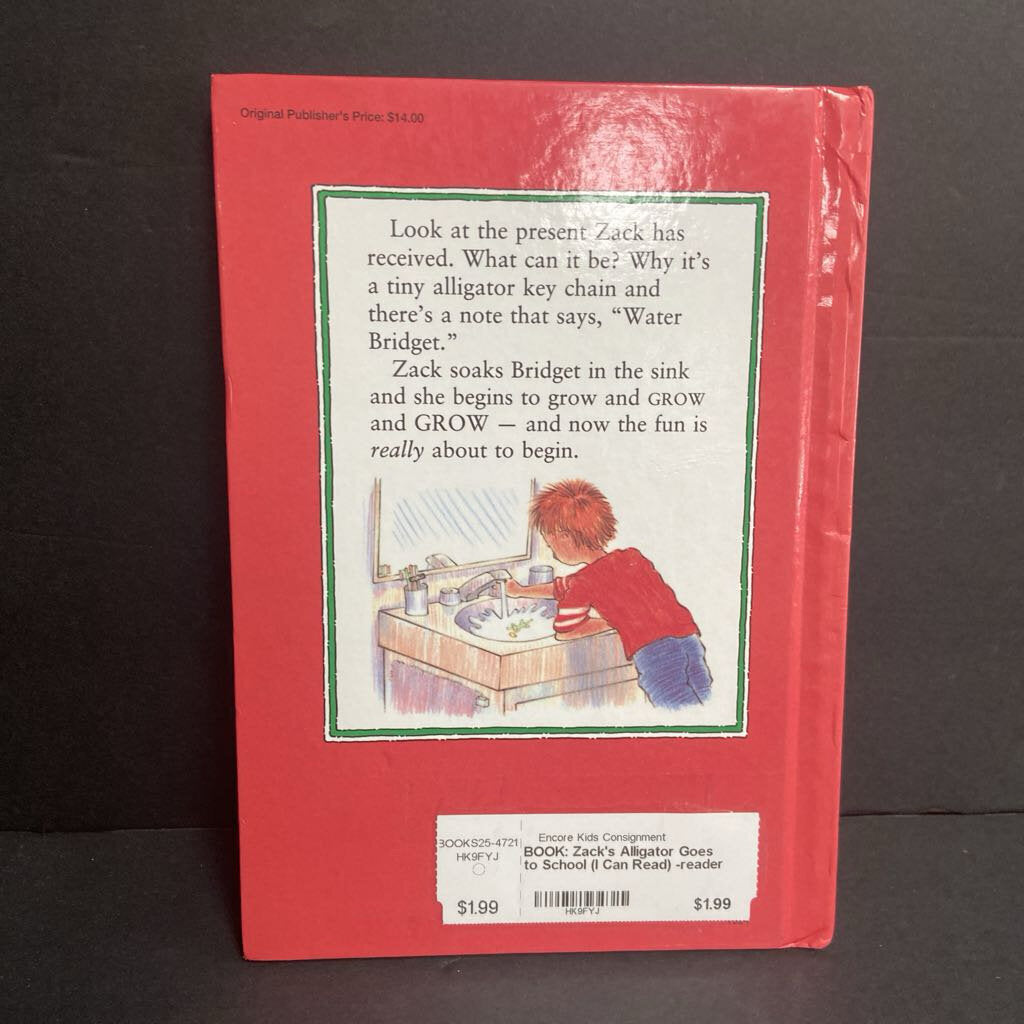 Original Publisher's Price: $14.00
Look at the present Zack has
received. What can it be? Why it's
a tiny alligator key chain and
there's a note that says, “Water
Bridget.”
Zack soaks Bridget in the sink
and she begins to grow and GROW
and GROW — and now the fun is
really about to begin.
BOOKS25-4721
HK9FYJ
$1.99
Encore Kids Consignment
BOOK: Zack's Alligator Goes
to School (I Can Read) -reader
HK9FYJ
$1.99